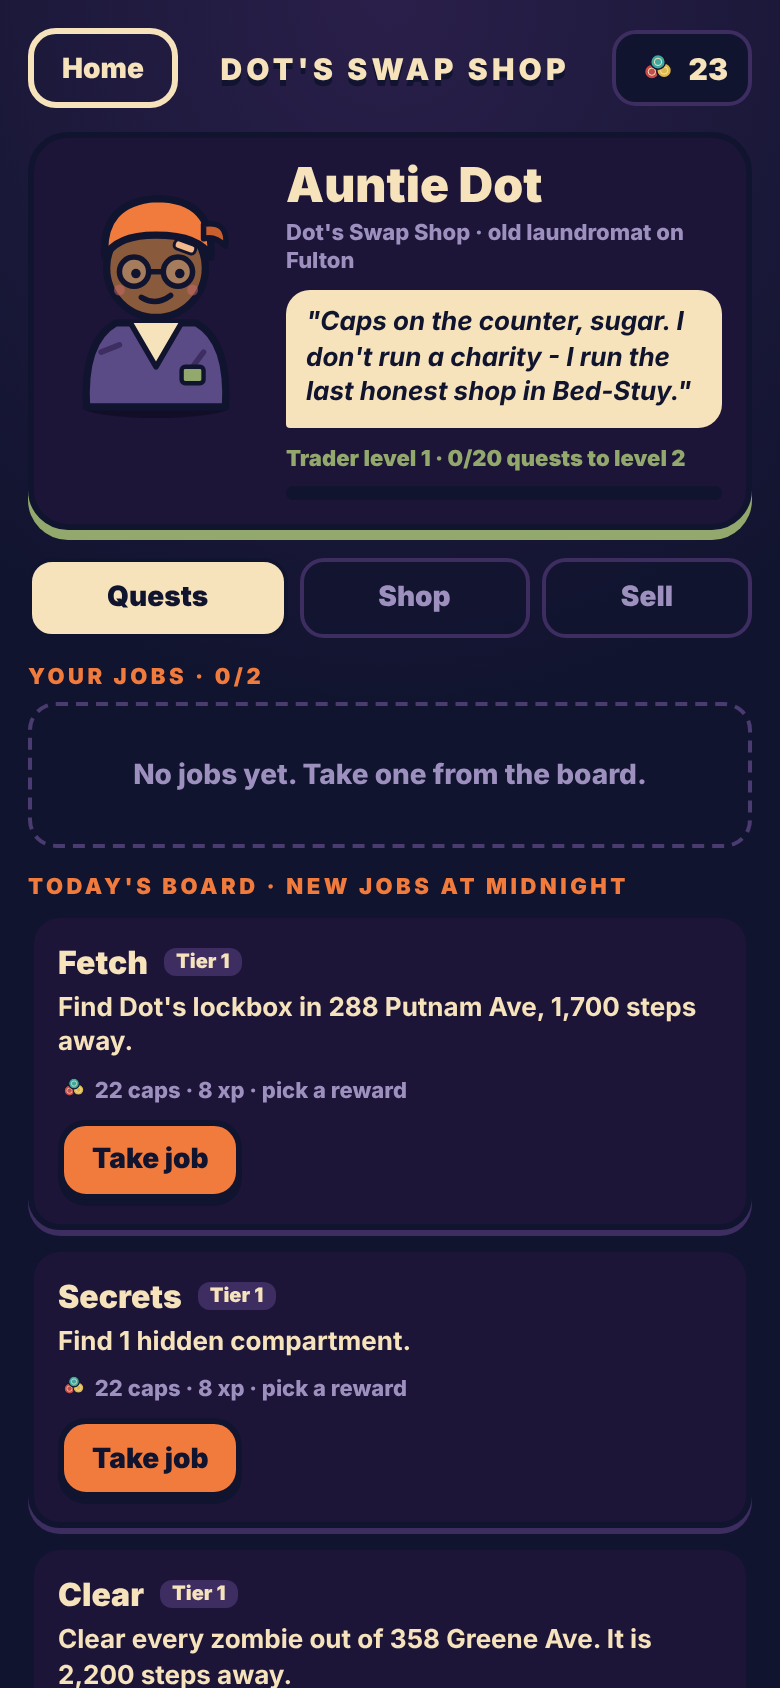 Home
DOT'S SWAP SHOP
23
Auntie Dot
Dot's Swap Shop · old laundromat on
Fulton
"Caps on the counter, sugar. I
don't run a charity - I run the
last honest shop in Bed-Stuy."
Trader level 1 · 0/20 quests to level 2
Quests
Shop
Sell
YOUR JOBS · 0/2
No jobs yet. Take one from the board.
TODAY'S BOARD · NEW JOBS AT MIDNIGHT
Fetch
Tier 1
Find Dot's lockbox in 288 Putnam Ave, 1,700 steps
away.
22 caps · 8 xp · pick a reward
Take job
Secrets
Tier 1
Find 1 hidden compartment.
22 caps · 8 xp · pick a reward
Take job
Clear
Tier 1
Clear every zombie out of 358 Greene Ave. It is
2,200 steps away.